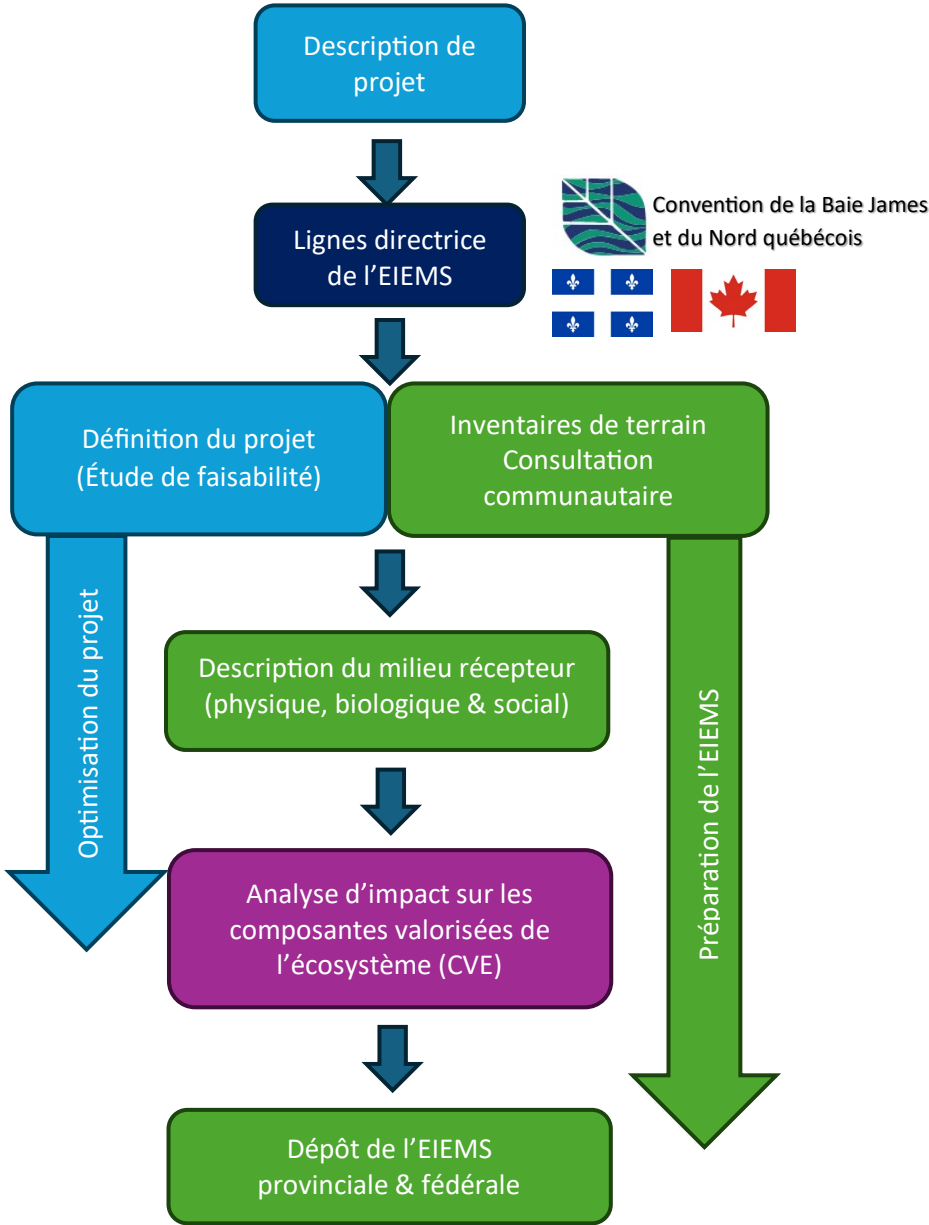 Description de
projet
Lignes directrice
de l’EIEMS
Convention de la Baie James
et du Nord québécois
Définition du projet
(Étude de faisabilité)
Inventaires de terrain
Consultation
communautaire
Optimisation du projet
Description du milieu récepteur
(physique, biologique & social)
Préparation de l’EIEMS
Analyse d’impact sur les
composantes valorisées de
l’écosystème (CVE)
Dépôt de l’EIEMS
provinciale & fédérale